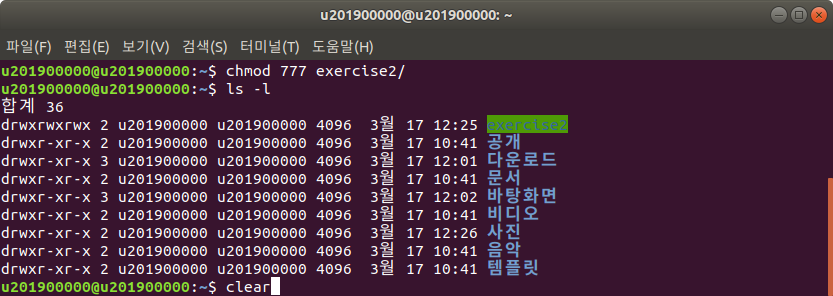 u201900000@u201900000: ~
파일(F) 편집(E) 보기(V) 검색(S) 터미널(T) 도움말(H)
u201900000@u201900000:~$ chmod 777 exercise2/
u201900000@u201900000:~$ ls -l
합계 36
drwxrwxrwx 2 u201900000 u201900000 4096  3월 17 12:25 exercise2
drwxr-xr-x 2 u201900000 u201900000 4096  3월 17 10:41 공개
drwxr-xr-x 3 u201900000 u201900000 4096  3월 17 12:01 다운로드
drwxr-xr-x 2 u201900000 u201900000 4096  3월 17 10:41 문서
drwxr-xr-x 3 u201900000 u201900000 4096  3월 17 12:02 바탕화면
drwxr-xr-x 2 u201900000 u201900000 4096  3월 17 10:41 비디오
drwxr-xr-x 2 u201900000 u201900000 4096  3월 17 12:26 사진
drwxr-xr-x 2 u201900000 u201900000 4096  3월 17 10:41 음악
drwxr-xr-x 2 u201900000 u201900000 4096  3월 17 10:41 템플릿
u201900000@u201900000:~$ clear